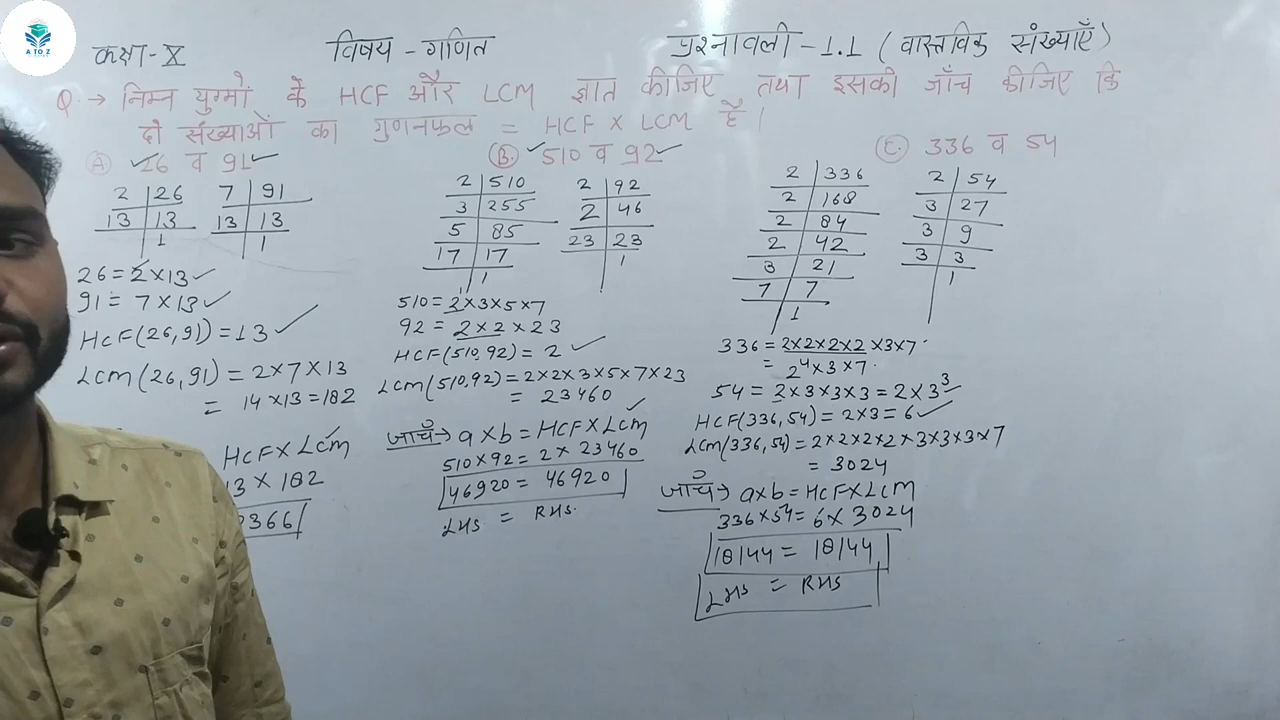 A TO Z
कक्षा-X विषय - गणित प्रश्नावली - 1.1 ( वास्तविक संख्याएँ )
Q. → निम्न युग्मों के HCF और LCM ज्ञात कीजिए तथा इसकी जाँच कीजिए कि
दो संख्याओं का गुणनफल = HCF X LCM है।
(A) 26 व 91
2 | 26
13 | 13
1
7 | 91
13 | 13
1
26 = 2 × 13
91 = 7 × 13
HCF(26,91) = 13
LCM(26,91) = 2 × 7 × 13
= 14 × 13 = 182
HCF X LCM
13 × 182
2366
(B.) 510 व 92
2 | 510
3 | 255
5 | 85
17 | 17
1
2 | 92
2 | 46
23 | 23
1
510 = 2×3×5×7
92 = 2×2×23
HCF(510,92) = 2
LCM(510,92) = 2×2×3×5×7×23
= 23460
जाँच→ a×b = HCF×LCM
510×92 = 2× 23460
46920 = 46920
LHS = RHS.
(C.) 336 व 54
2 | 336
2 | 168
2 | 84
2 | 42
3 | 21
7 | 7
1
2 | 54
3 | 27
3 | 9
3 | 3
1
336 = 2×2×2×2×3×7
= 2⁴×3×7
54 = 2×3×3×3 = 2×3³
HCF(336,54) = 2×3 = 6
LCM(336,54) = 2×2×2×2×3×3×3×7
= 3024
जाँच→ a×b = HCF×LCM
336×54 = 6× 3024
18144 = 18144
LHS = RHS